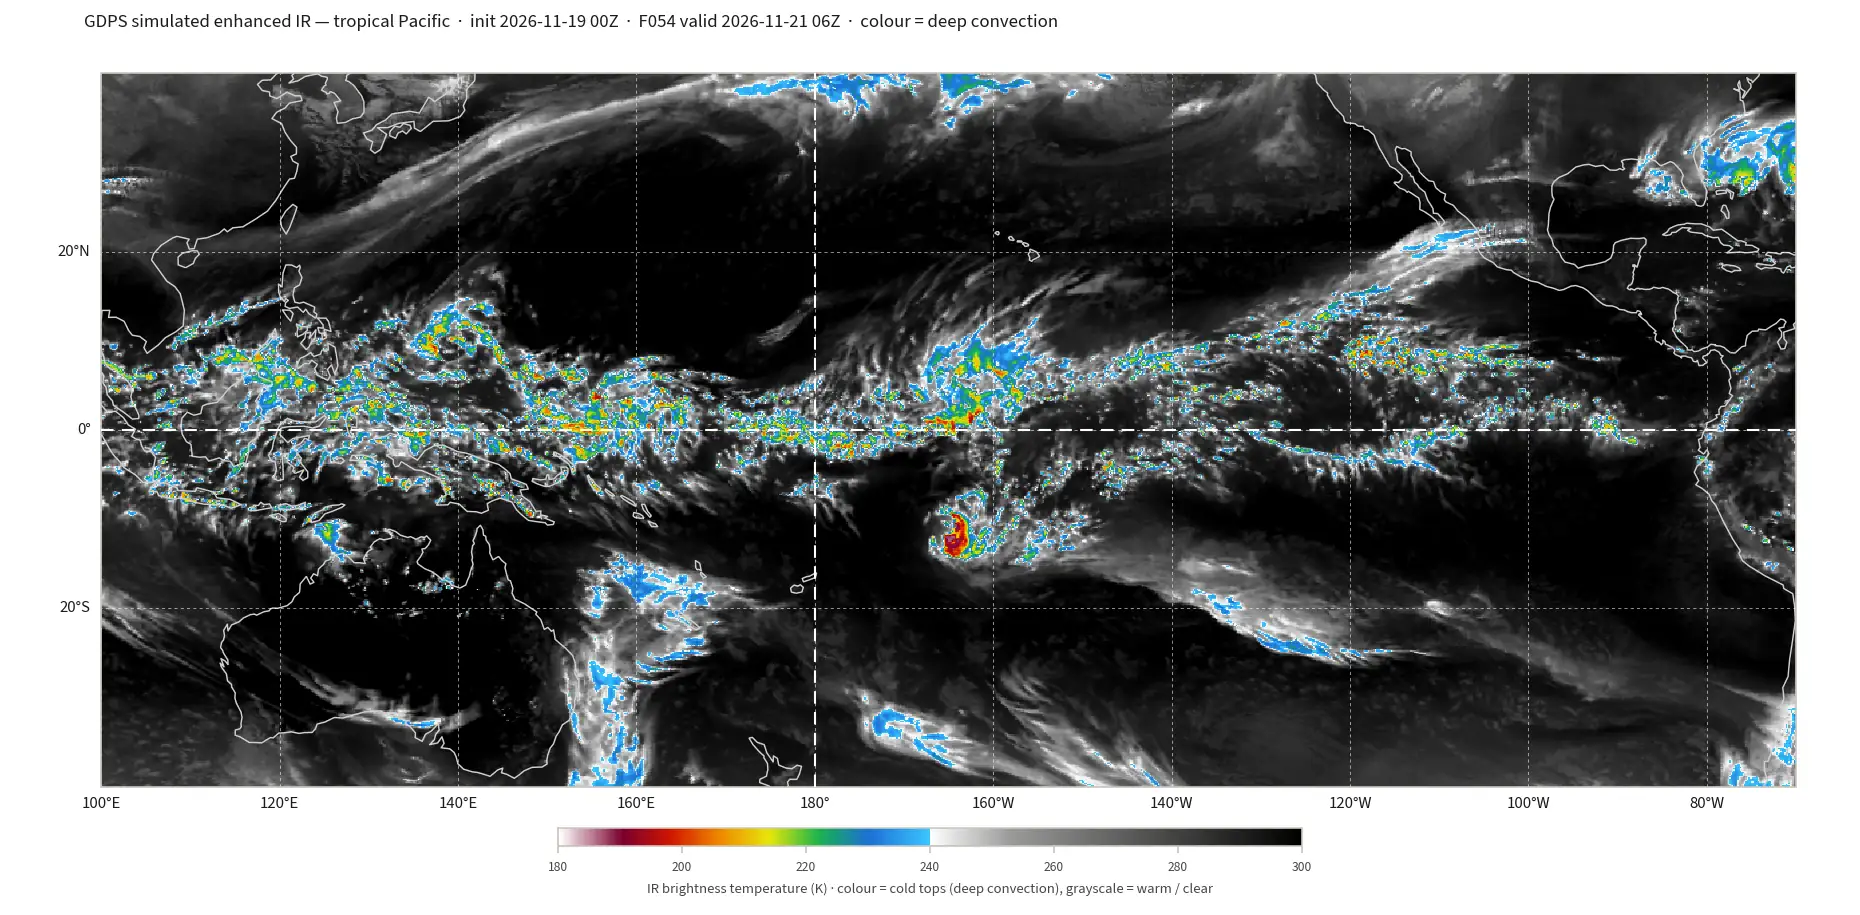 GDPS simulated enhanced IR — tropical Pacific · init 2026-11-19 00Z · F054 valid 2026-11-21 06Z · colour = deep convection
20°N
0°
20°S
100°E 120°E 140°E 160°E 180° 160°W 140°W 120°W 100°W 80°W
180 200 220 240 260 280 300
IR brightness temperature (K) · colour = cold tops (deep convection), grayscale = warm / clear